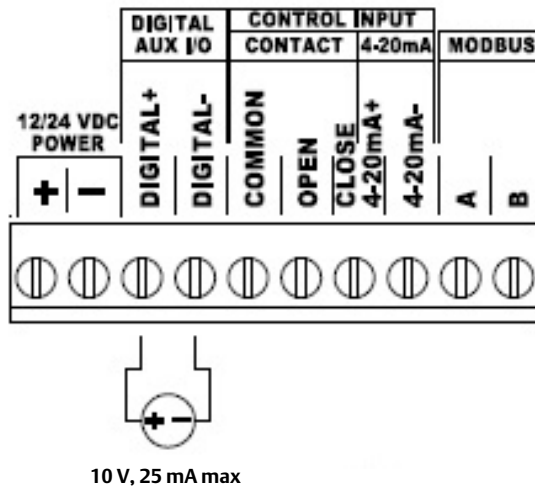 DIGITAL
AUX I/O
CONTROL INPUT
CONTACT
4-20mA
MODBUS
12/24 VDC
POWER
+ -
DIGITAL+
DIGITAL-
COMMON
OPEN
CLOSE
4-20mA+
4-20mA-
A
B
+ -
10 V, 25 mA max